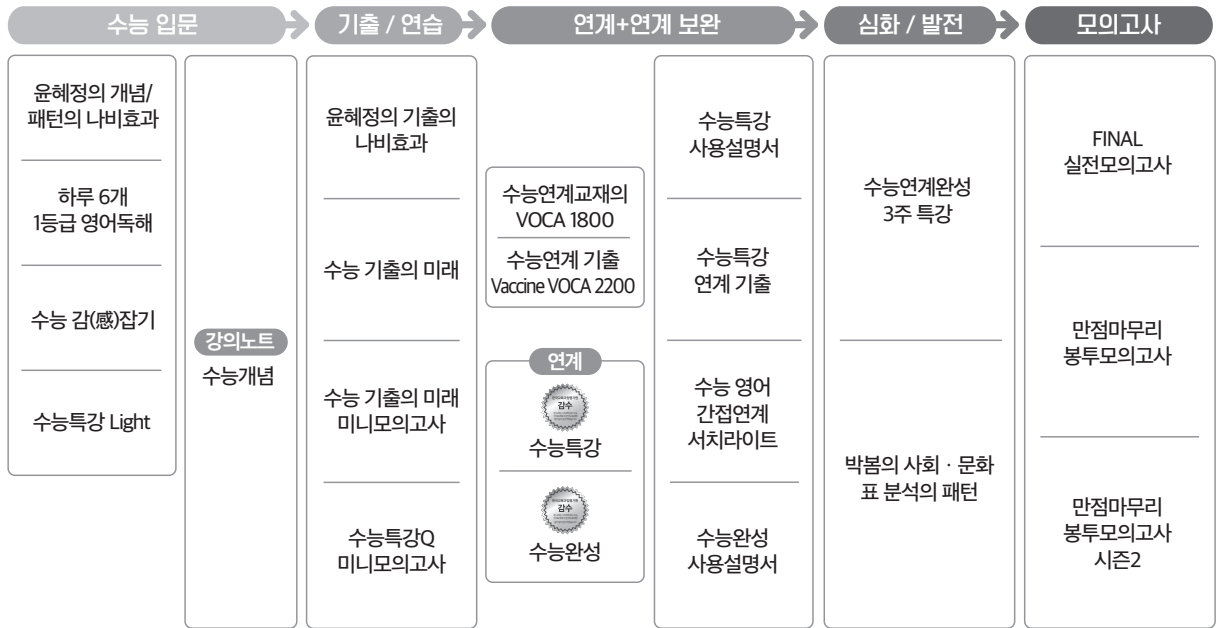 수능 입문
기출 / 연습
연계+연계 보완
심화 / 발전
모의고사
윤혜정의 개념/
패턴의 나비효과
하루 6개
1등급 영어독해
수능 감(感)잡기
수능특강 Light
강의노트
수능개념
윤혜정의 기출의
나비효과
수능 기출의 미래
수능 기출의 미래
미니모의고사
수능특강Q
미니모의고사
수능연계교재의
VOCA 1800
수능연계 기출
Vaccine VOCA 2200
연계
감수
수능특강
감수
수능완성
수능특강
사용설명서
수능특강
연계 기출
수능 영어
간접연계
서치라이트
수능완성
사용설명서
수능연계완성
3주 특강
박봄의 사회 · 문화
표 분석의 패턴
FINAL
실전모의고사
만점마무리
봉투모의고사
만점마무리
봉투모의고사
시즌2